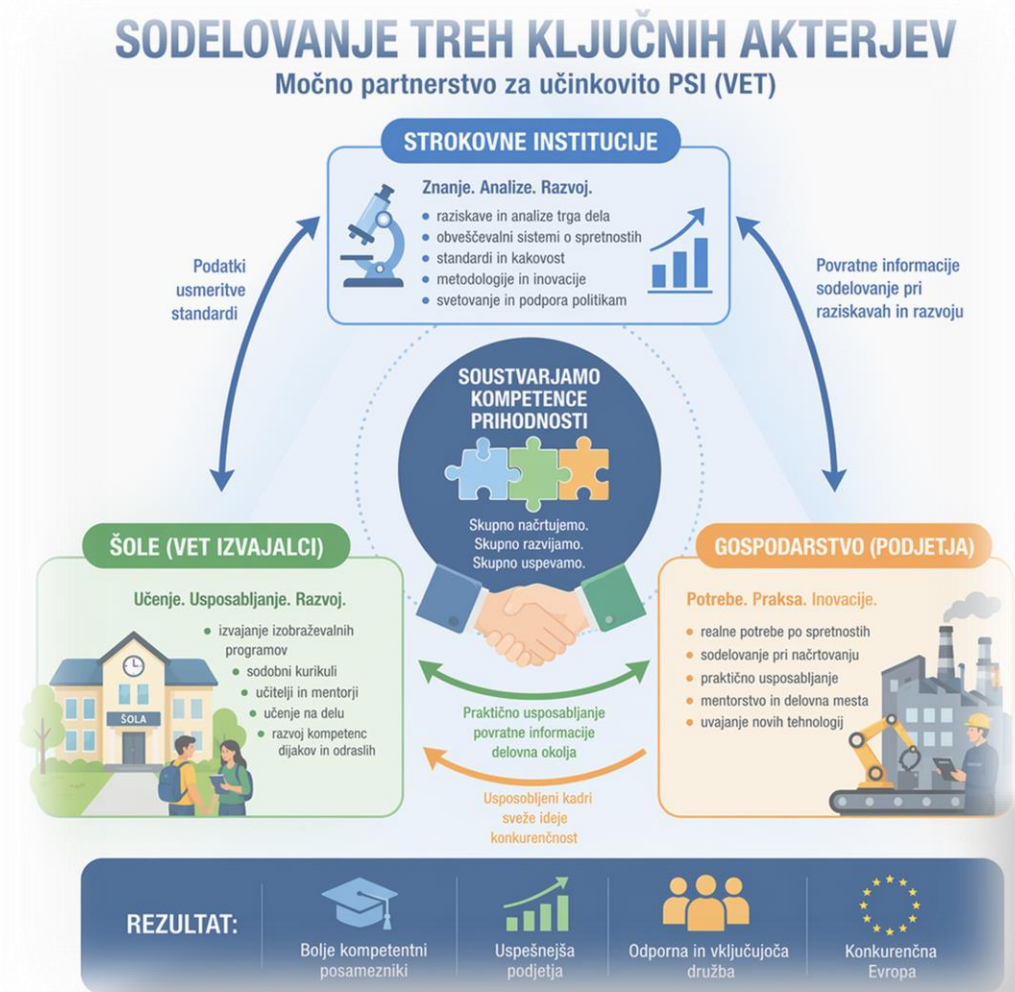 SODELOVANJE TREH KLJUČNIH AKTERJEV
Močno partnerstvo za učinkovito PSI (VET)
STROKOVNE INSTITUCIJE
Znanje. Analize. Razvoj.
raziskave in analize trga dela
obveščevalni sistemi o spretnostih
standardi in kakovost
metodologije in inovacije
svetovanje in podpora politikam
Podatki
usmeritve
standardi
Povratne informacije
sodelovanje pri
raziskavah in razvoju
SOUSTVARJAMO
KOMPETENCE
PRIHODNOSTI
Skupno načrtujemo.
Skupno razvijamo.
Skupno uspevamo.
ŠOLE (VET IZVAJALCI)
Učenje. Usposabljanje. Razvoj.
izvajanje izobraževalnih
programov
sodobni kurikuli
učitelji in mentorji
učenje na delu
razvoj kompetenc
dijakov in odraslih
ŠOLA
GOSPODARSTVO (PODJETJA)
Potrebe. Praksa. Inovacije.
realne potrebe po spretnostih
sodelovanje pri načrtovanju
praktično usposabljanje
mentorstvo in delovna mesta
uvajanje novih tehnologij
Praktično usposabljanje
povratne informacije
delovna okolja
Usposobljeni kadri
sveže ideje
konkurenčnost
REZULTAT:
Bolje kompetentni
posamezniki
Uspešnejša
podjetja
Odporna in vključujoča
družba
Konkurenčna
Evropa